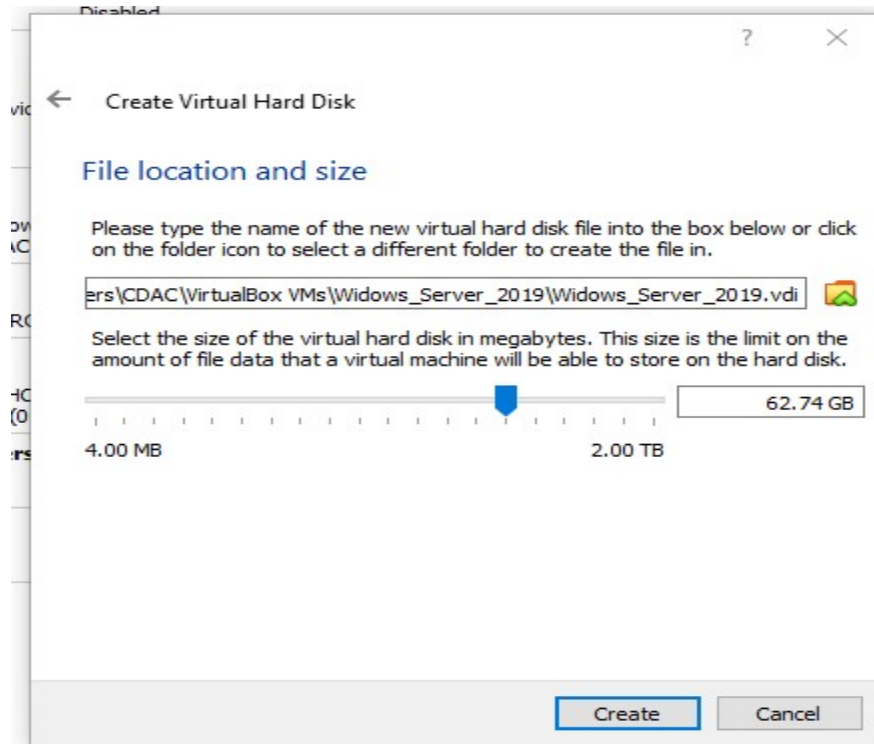 Disabled
?
Create Virtual Hard Disk
File location and size
Please type the name of the new virtual hard disk file into the box below or click
on the folder icon to select a different folder to create the file in.
ers\CDAC\VirtualBox VMs\Widows_Server_2019\Widows_Server_2019.vdi
Select the size of the virtual hard disk in megabytes. This size is the limit on the
amount of file data that a virtual machine will be able to store on the hard disk.
62.74 GB
4.00 MB 2.00 TB
Create Cancel